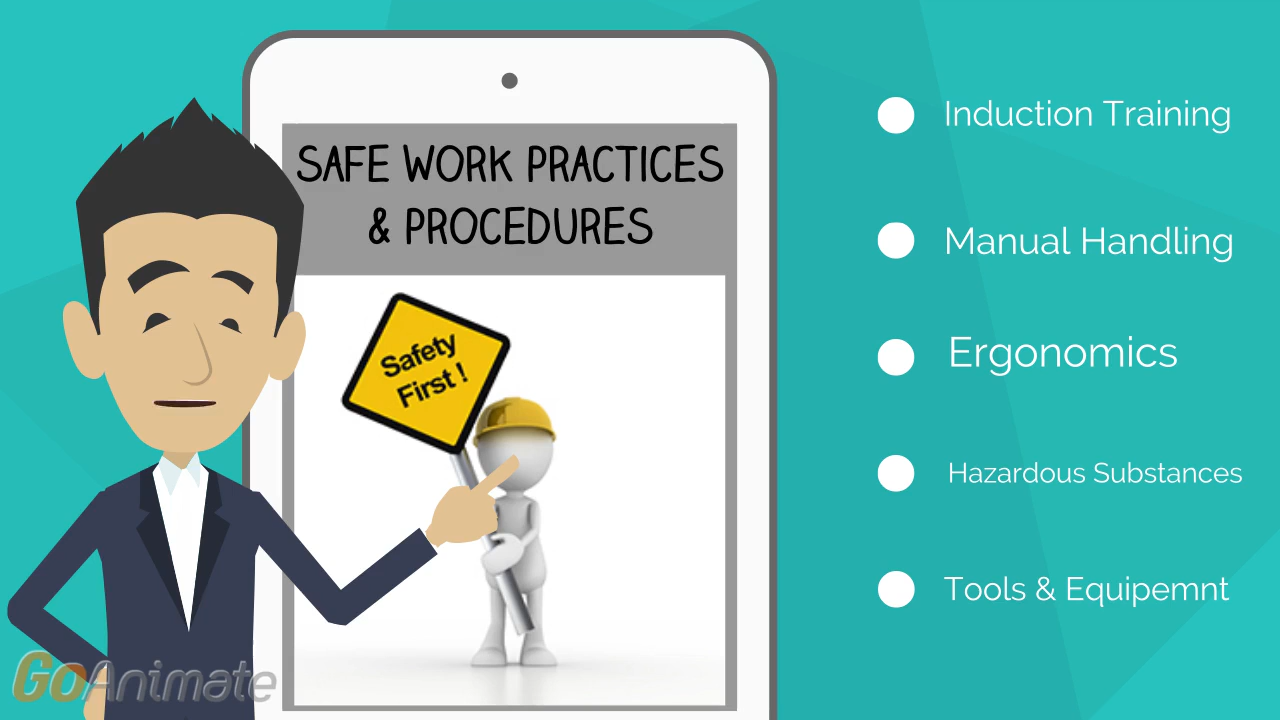 SAFE WORK PRACTICES
& PROCEDURES
Safety
First !
Induction Training
Manual Handling
Ergonomics
Hazardous Substances
Tools & Equipemnt
GoAnimate